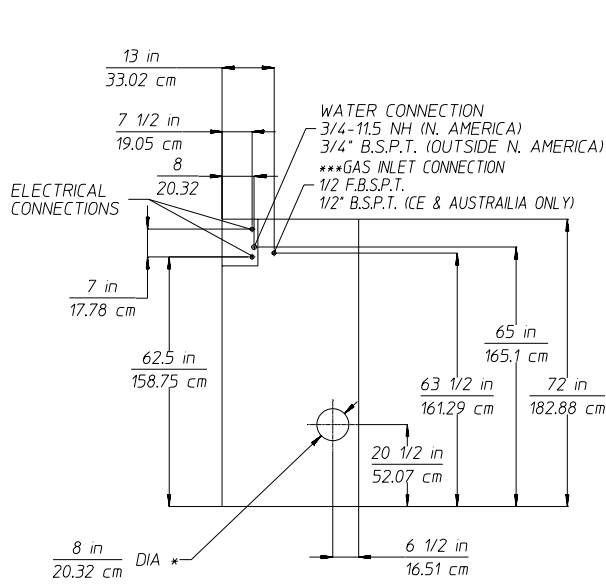 13 in
33.02 cm
7 1/2 in
19.05 cm
8
20.32
WATER CONNECTION
3/4-11.5 NH (N. AMERICA)
3/4" B.S.P.T. (OUTSIDE N. AMERICA)
***GAS INLET CONNECTION
1/2 F.B.S.P.T.
1/2" B.S.P.T. (CE & AUSTRAILIA ONLY)
ELECTRICAL
CONNECTIONS
7 in
17.78 cm
62.5 in
158.75 cm
65 in
165.1 cm
63 1/2 in
161.29 cm
72 in
182.88 cm
20 1/2 in
52.07 cm
8 in
20.32 cm
DIA *
6 1/2 in
16.51 cm